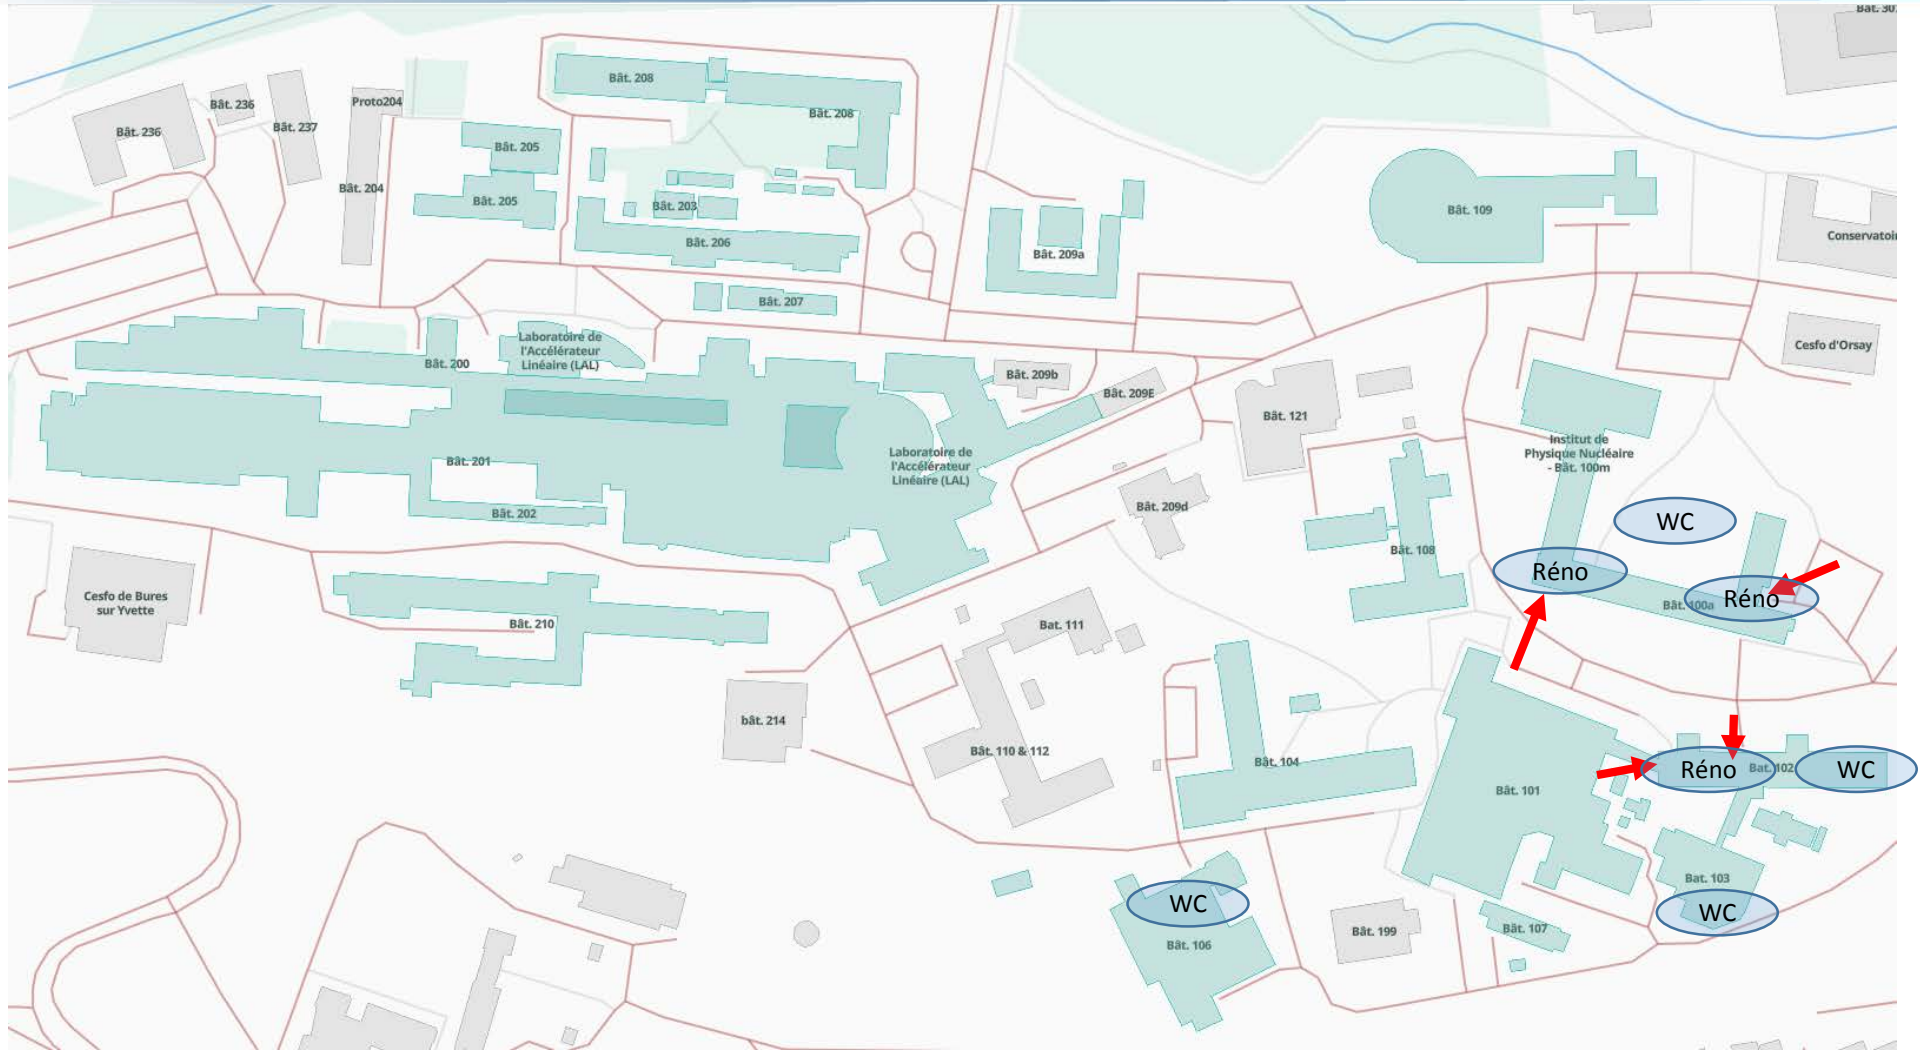 Bât. 30
Bât. 208
Bât. 208
Bât. 236
Bât. 236
Bât. 237
Proto204
Bât. 204
Bât. 205
Bât. 205
Bât. 203
Bât. 206
Bât. 207
Bât. 209a
Bât. 109
Conservatoi
Cesfo d'Orsay
Laboratoire de
l'Accélérateur
Linéaire (LAL)
Bât. 200
Bât. 209b
Bât. 209E
Bât. 121
Bât. 201
Bât. 202
Laboratoire de
l'Accélérateur
Linéaire (LAL)
Bât. 209d
Institut de
Physique Nucléaire
- Bât. 100m
WC
Bât. 108
Réno
Bât. 100a
Réno
Cesfo de Bures
sur Yvette
Bât. 210
Bat. 111
bât. 214
Bât. 110 & 112
Bât. 104
Bât. 101
Réno
Bat. 102
WC
Bat. 103
WC
WC
Bât. 106
Bât. 199
Bât. 107